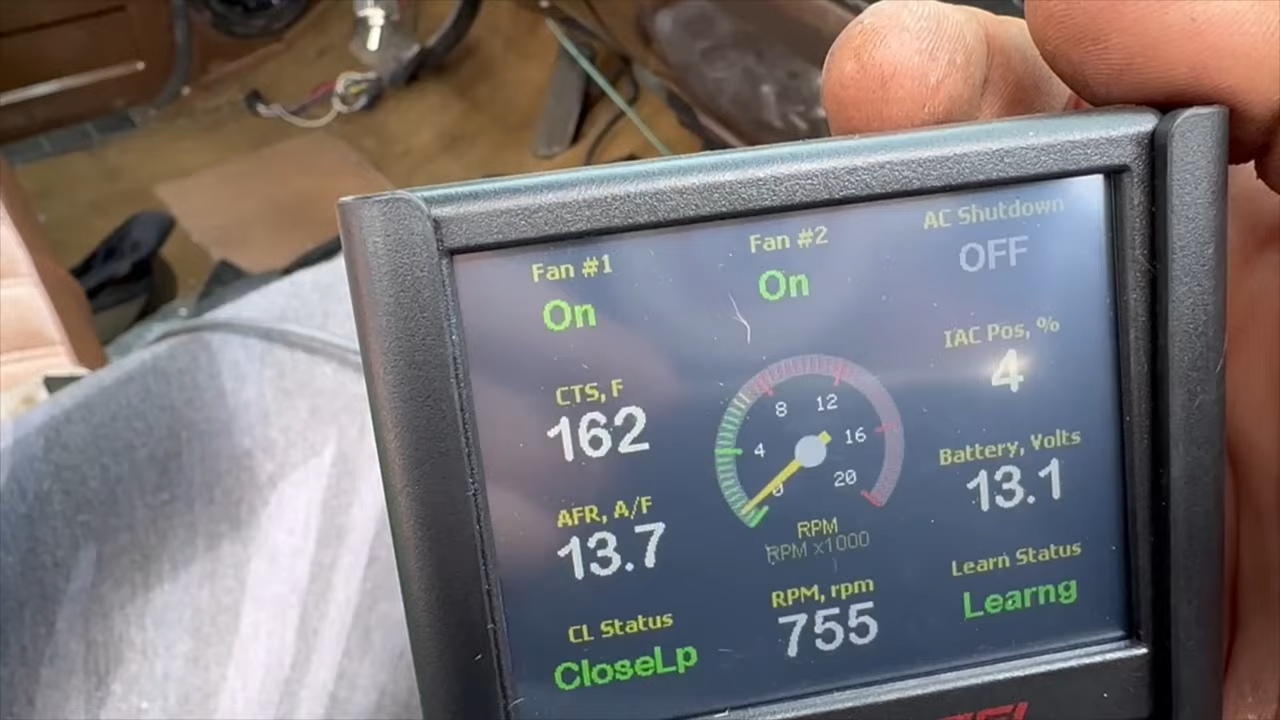 Fan #1
On
Fan #2
On
AC Shutdown
OFF
CTS, F
162
IAC Pos, %
4
0
4
8
12
16
20
RPM
RPM x1000
AFR, A/F
13.7
Battery, Volts
13.1
CL Status
CloseLp
RPM, rpm
755
Learn Status
Learng